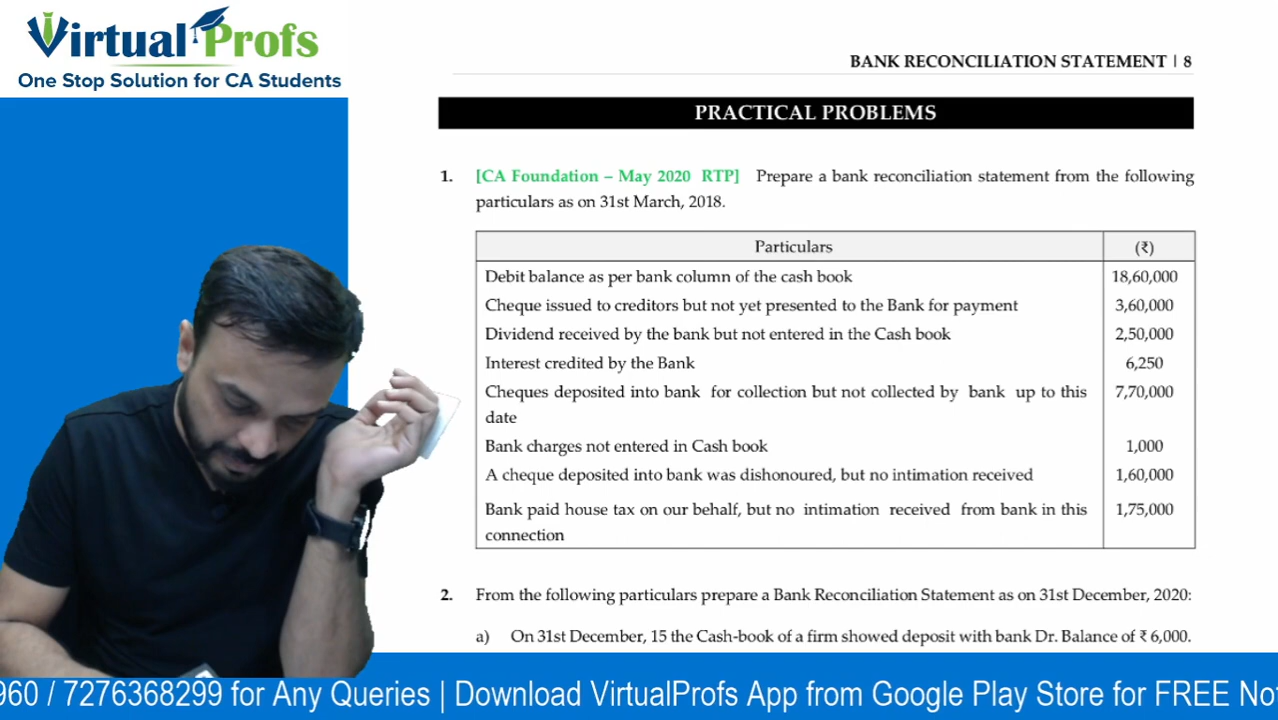 Virtual Profs
One Stop Solution for CA Students
BANK RECONCILIATION STATEMENT | 8
PRACTICAL PROBLEMS
1. [CA Foundation – May 2020 RTP] Prepare a bank reconciliation statement from the following
particulars as on 31st March, 2018.
Particulars (₹)
Debit balance as per bank column of the cash book 18,60,000
Cheque issued to creditors but not yet presented to the Bank for payment 3,60,000
Dividend received by the bank but not entered in the Cash book 2,50,000
Interest credited by the Bank 6,250
Cheques deposited into bank for collection but not collected by bank up to this 7,70,000
date
Bank charges not entered in Cash book 1,000
A cheque deposited into bank was dishonoured, but no intimation received 1,60,000
Bank paid house tax on our behalf, but no intimation received from bank in this 1,75,000
connection
2. From the following particulars prepare a Bank Reconciliation Statement as on 31st December, 2020:
a) On 31st December, 15 the Cash-book of a firm showed deposit with bank Dr. Balance of ₹ 6,000.
960 / 7276368299 for Any Queries | Download VirtualProfs App from Google Play Store for FREE No